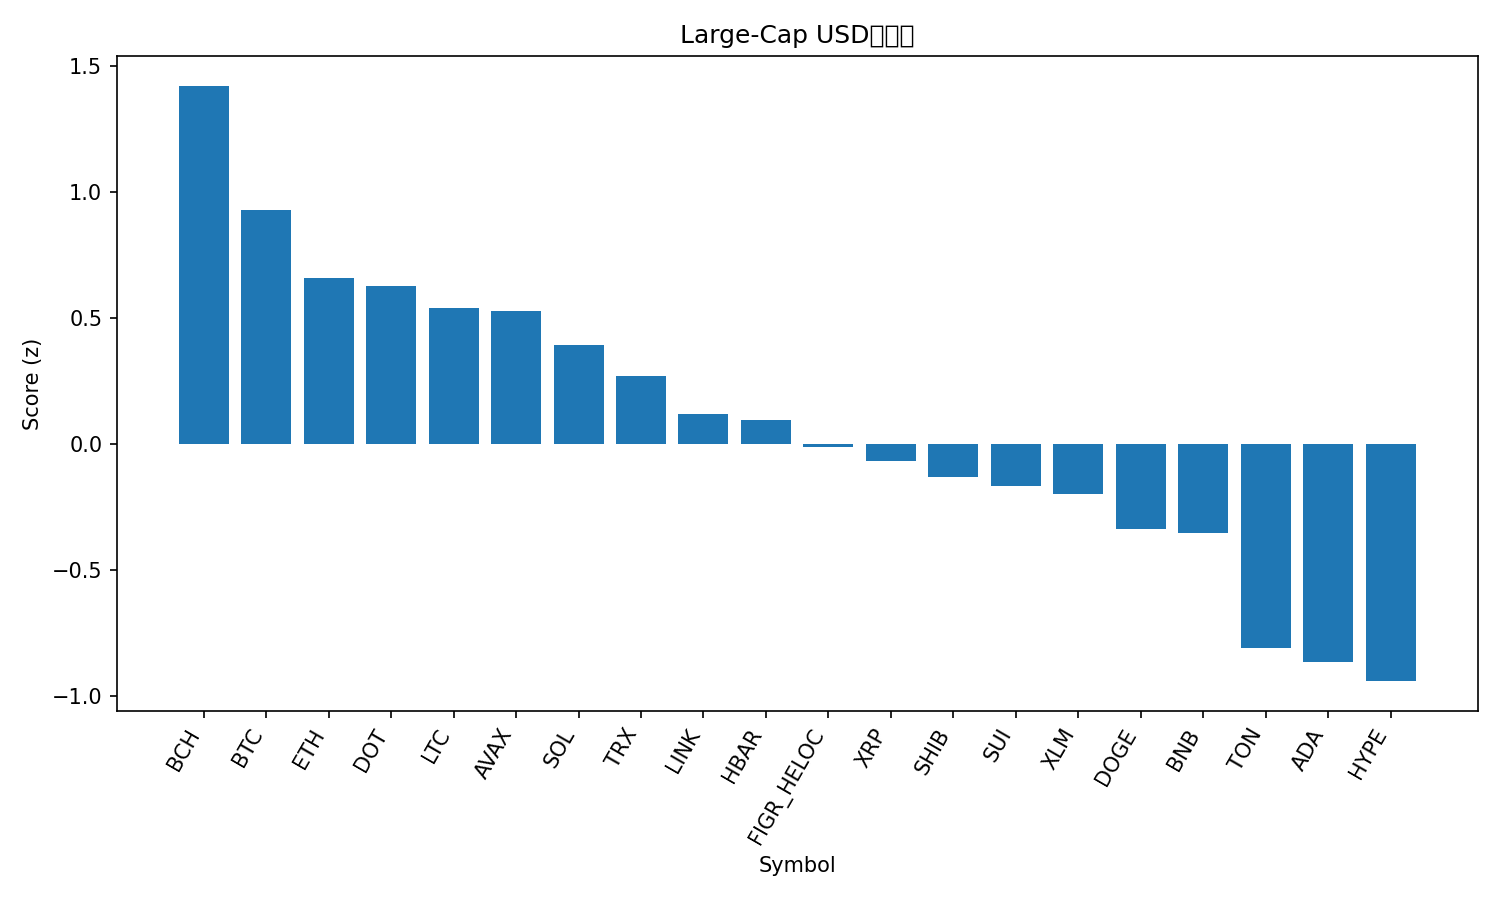 Large-Cap USD
Score (z)
1.5
1.0
0.5
0.0
−0.5
−1.0
BCH
BTC
ETH
DOT
LTC
AVAX
SOL
TRX
LINK
HBAR
FIGR_HELOC
XRP
SHIB
SUI
XLM
DOGE
BNB
TON
ADA
HYPE
Symbol